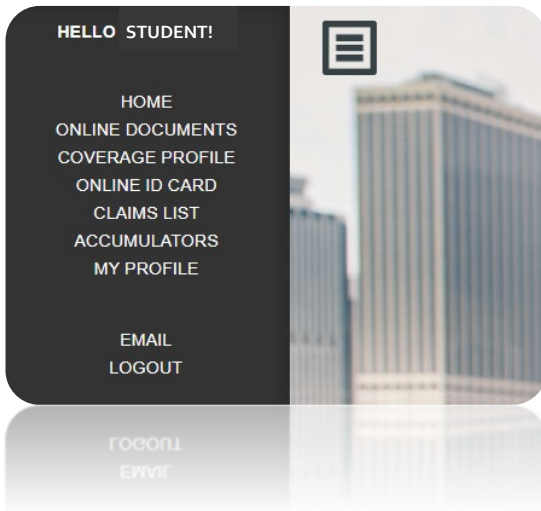 HELLO STUDENT!
HOME
ONLINE DOCUMENTS
COVERAGE PROFILE
ONLINE ID CARD
CLAIMS LIST
ACCUMULATORS
MY PROFILE
EMAIL
LOGOUT